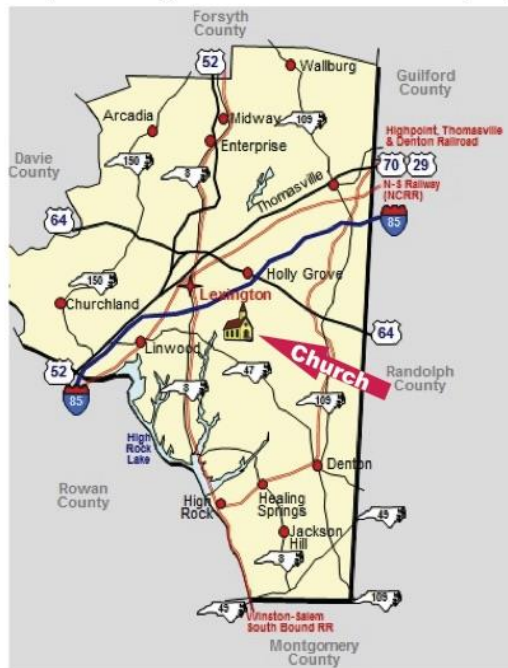 Forsyth
County
52
Wallburg
Guilford
County
Arcadia
Midway
109
Highpoint, Thomasville
& Denton Railroad
Enterprise
150
8
Davie
County
70
29
Thomasville
N-S Railway
(NCRR)
64
85
Holly Grove
150
Lexington
Churchland
64
Linwood
Church
52
85
47
Randolph
County
8
109
High
Rock
Lake
Denton
Rowan
County
High
Rock
Healing
Springs
49
Jackson
Hill
8
49
109
Winston-Salem
South Bound RR
Montgomery
County